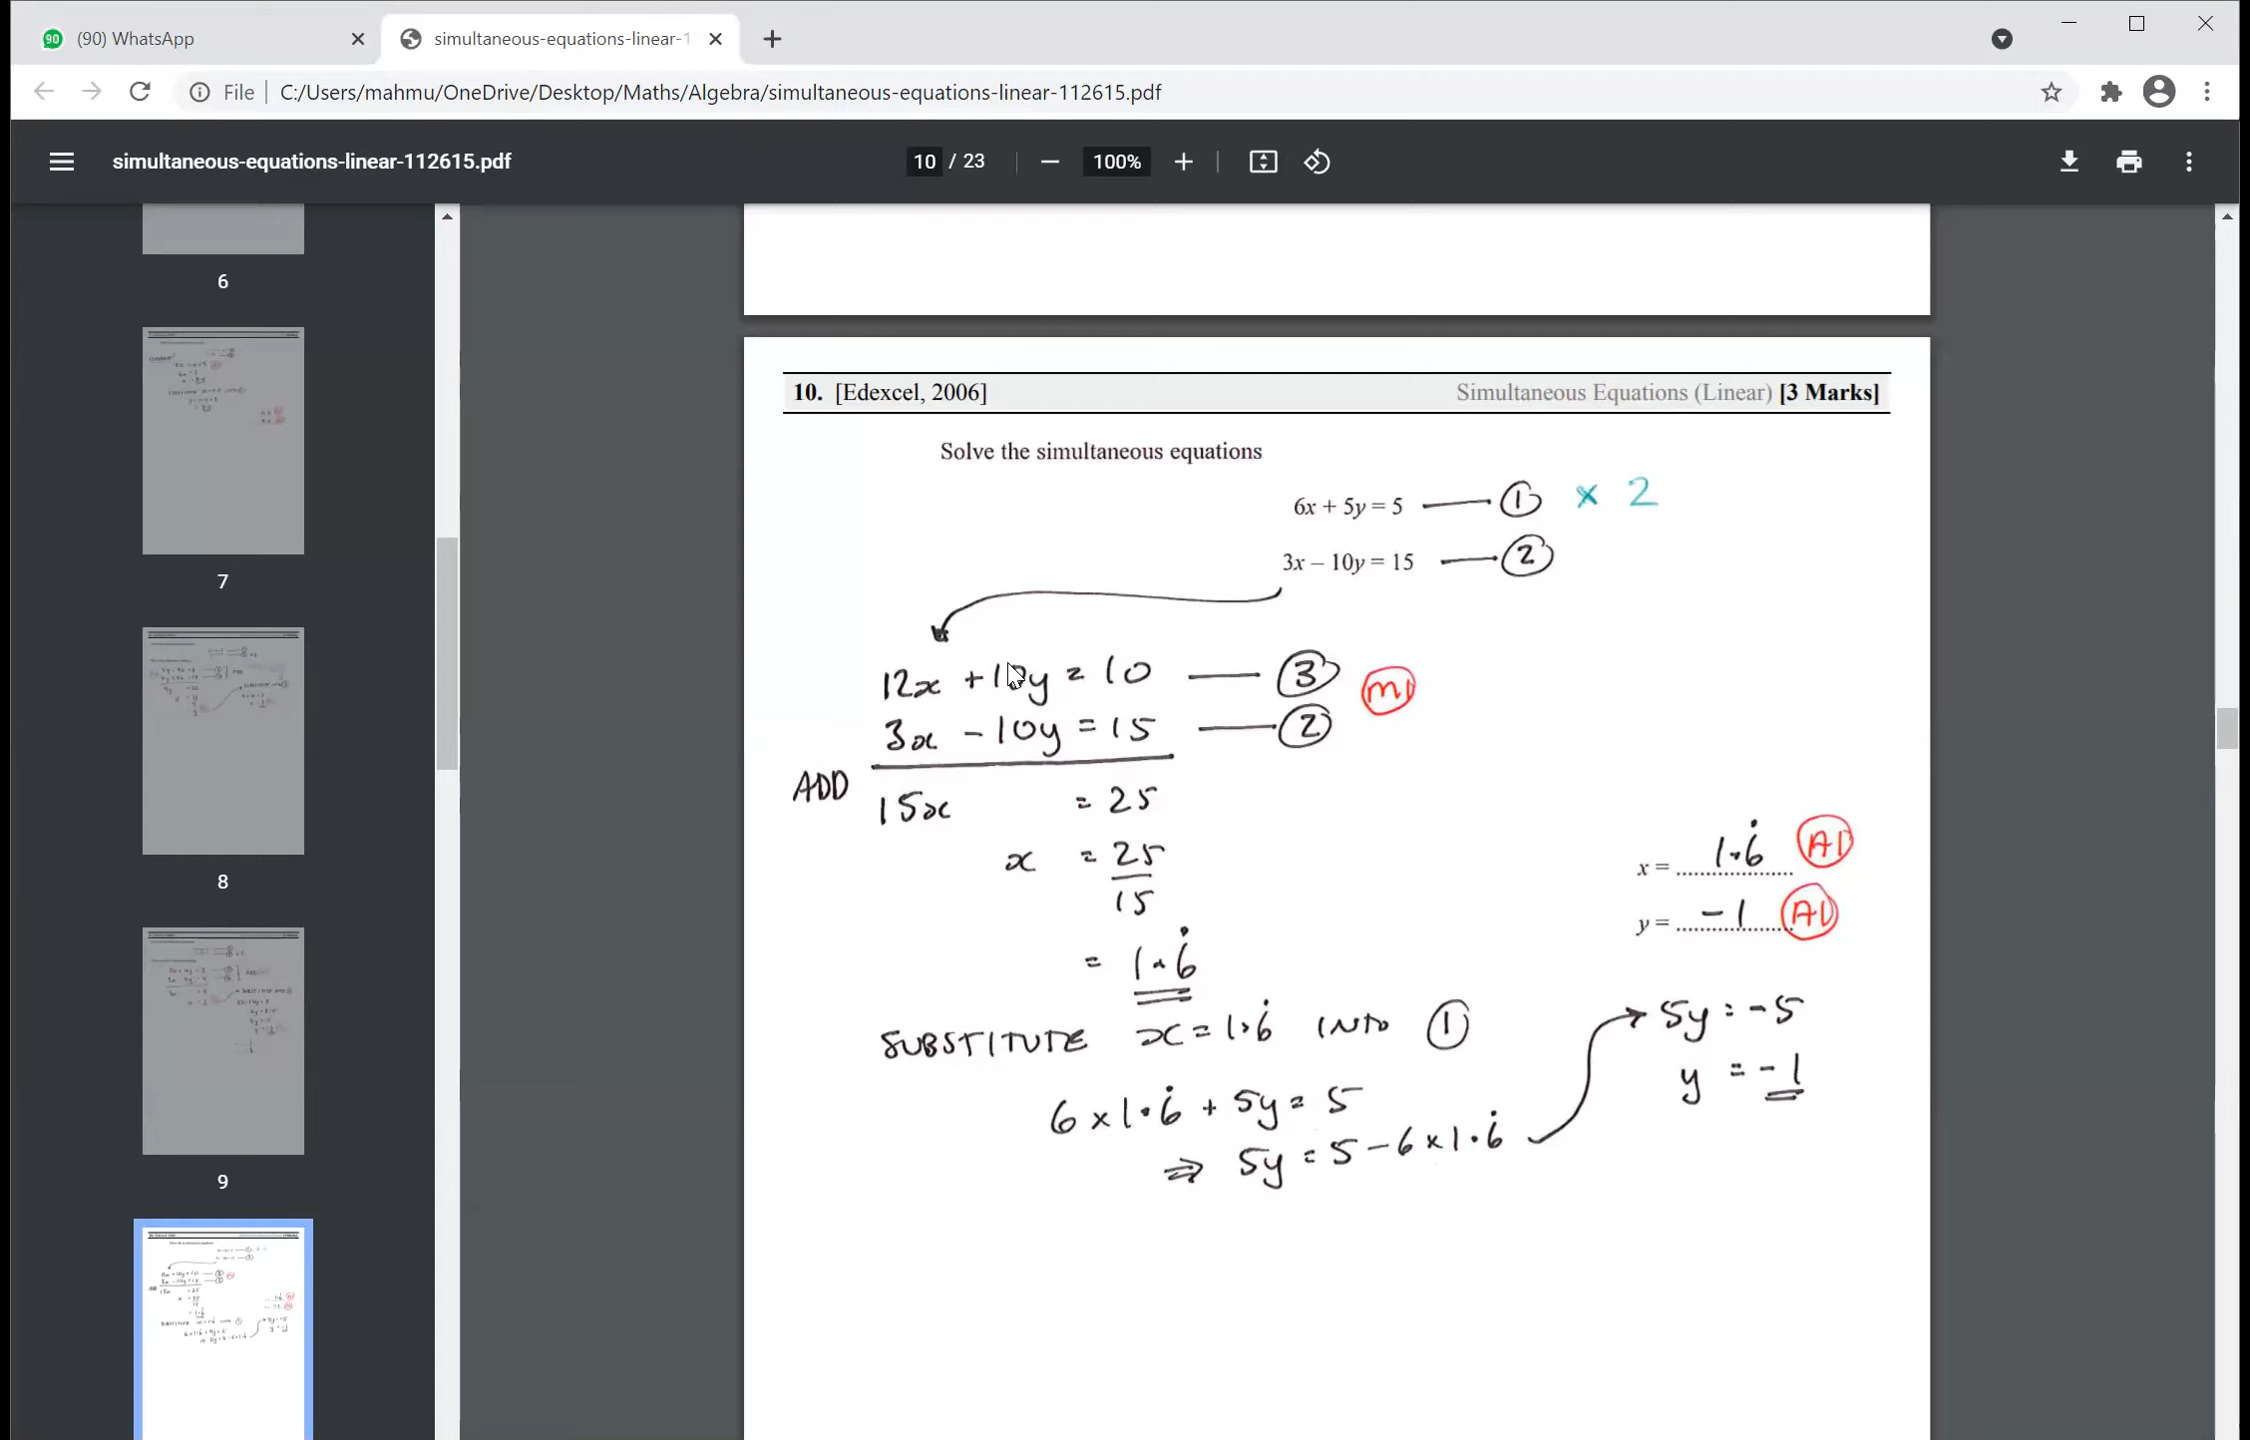 (90) WhatsApp
simultaneous-equations-linear-1
File | C:/Users/mahmu/OneDrive/Desktop/Maths/Algebra/simultaneous-equations-linear-112615.pdf
simultaneous-equations-linear-112615.pdf
10 / 23
100%
6
7
8
9
10. [Edexcel, 2006] Simultaneous Equations (Linear) [3 Marks]
Solve the simultaneous equations
6x + 5y = 5 — ① × 2
3x – 10y = 15 — ②
12x + 10y = 10 — ③ M1
3x - 10y = 15 — ②
ADD
15x = 25
x = 25
15
= 1.6̇
x = 1.6̇ A1
y = -1 A1
SUBSTITUTE x = 1.6̇ INTO ①
6 x 1.6̇ + 5y = 5
⇒ 5y = 5 - 6 x 1.6̇
5y = -5
y = -1